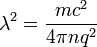 λ² = mc² / 4πnq²